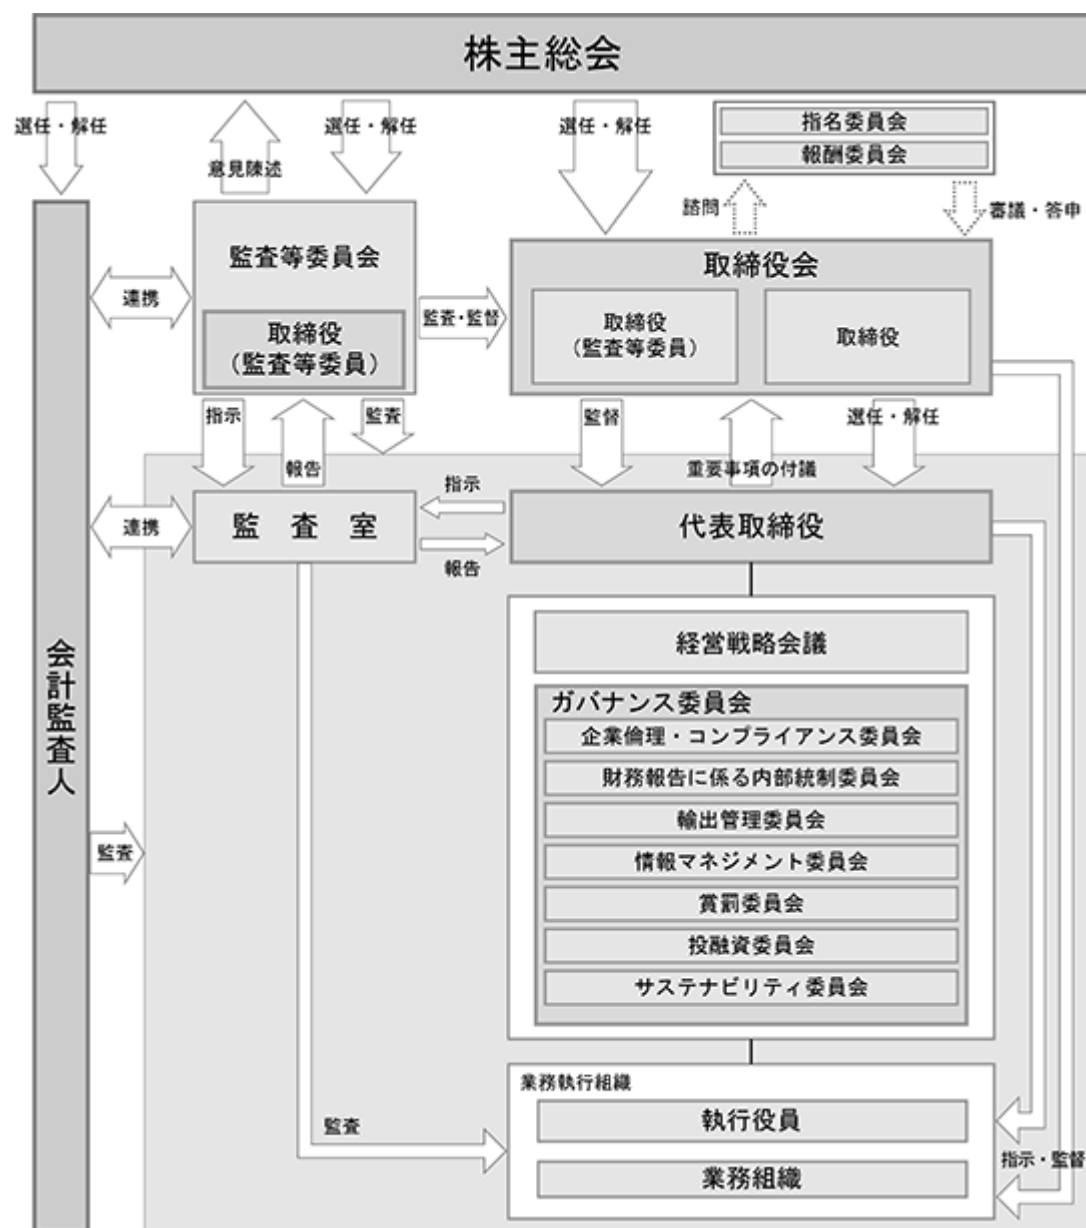 株主総会
選任・解任
意見陳述
選任・解任
選任・解任
指名委員会
報酬委員会
諮問
審議・答申
監査等委員会
取締役
（監査等委員）
連携
監査・監督
取締役会
取締役
（監査等委員）
取締役
指示
報告
監査
監督
重要事項の付議
選任・解任
連携
監査室
指示
報告
代表取締役
会計監査人
経営戦略会議
ガバナンス委員会
企業倫理・コンプライアンス委員会
財務報告に係る内部統制委員会
輸出管理委員会
情報マネジメント委員会
賞罰委員会
投融資委員会
サステナビリティ委員会
監査
業務執行組織
執行役員
業務組織
監査
指示・監督